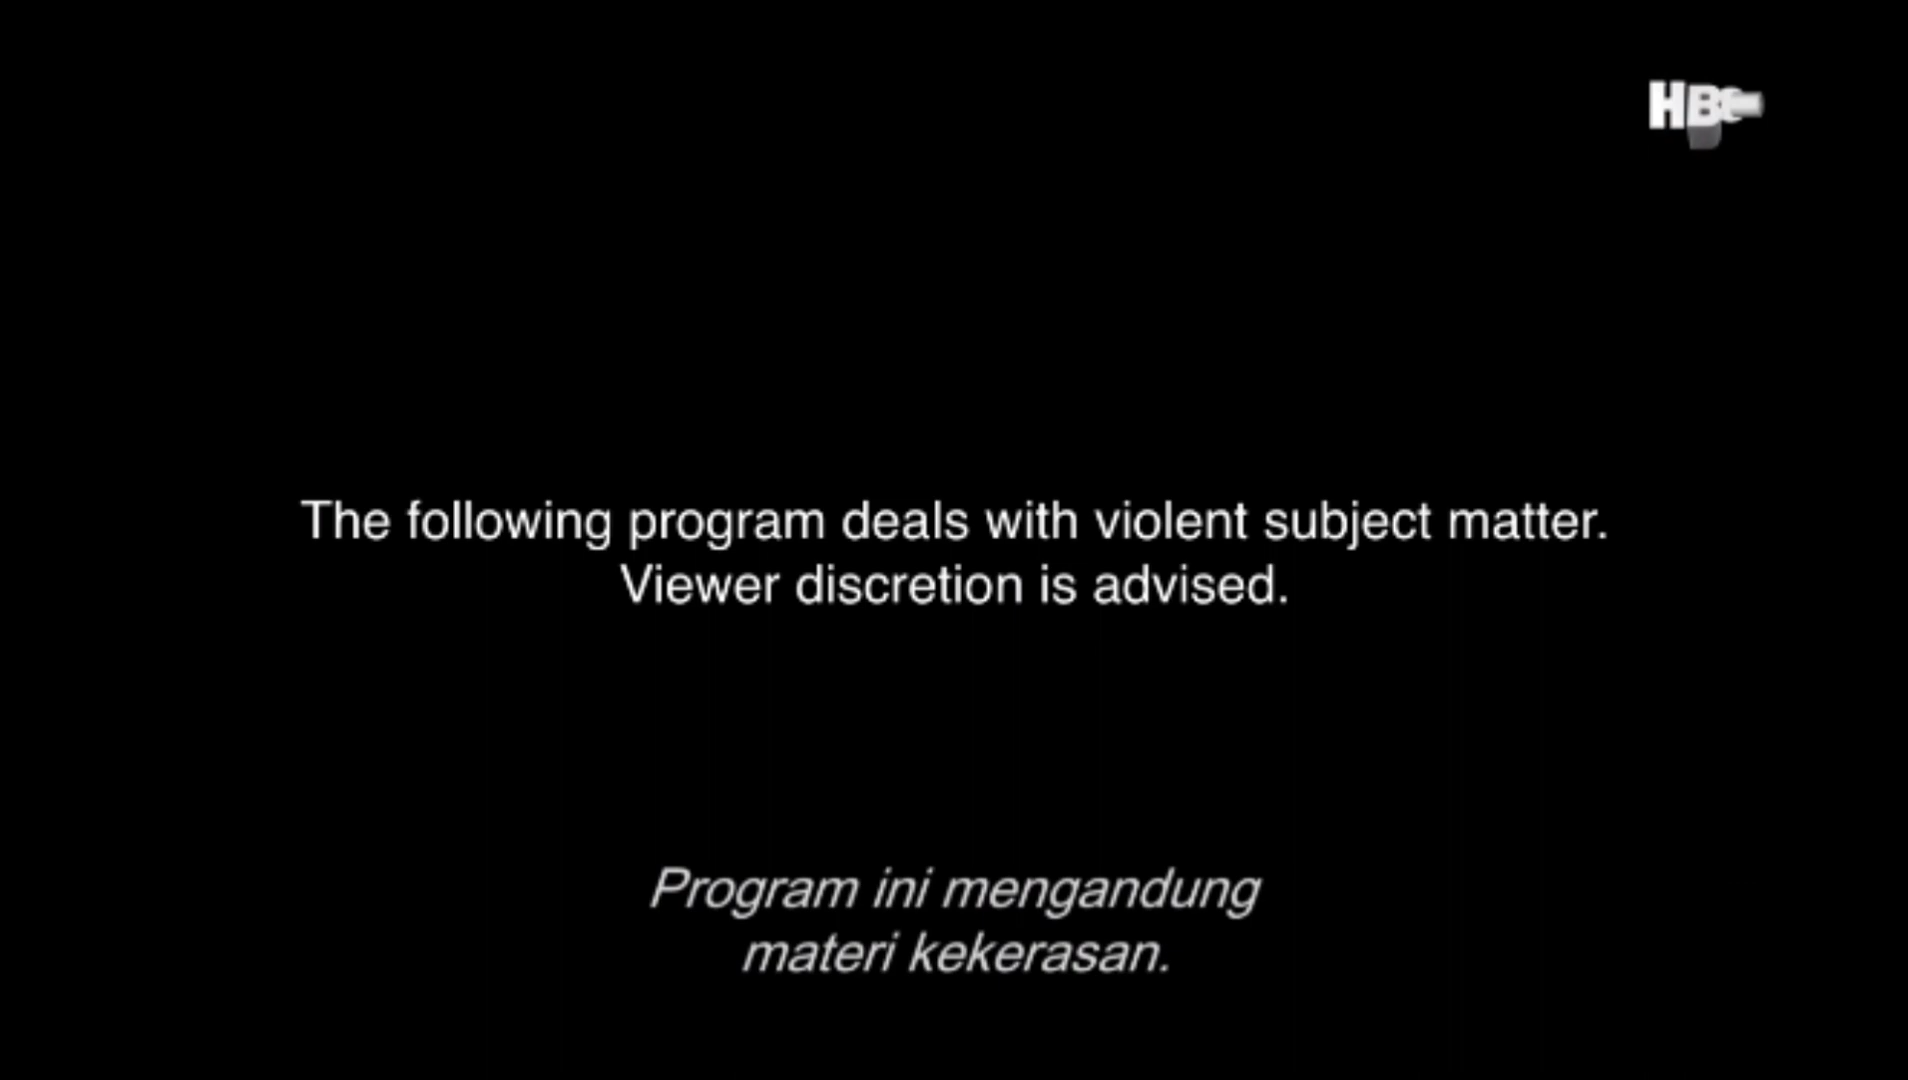 HBO
The following program deals with violent subject matter.
Viewer discretion is advised.
Program ini mengandung
materi kekerasan.